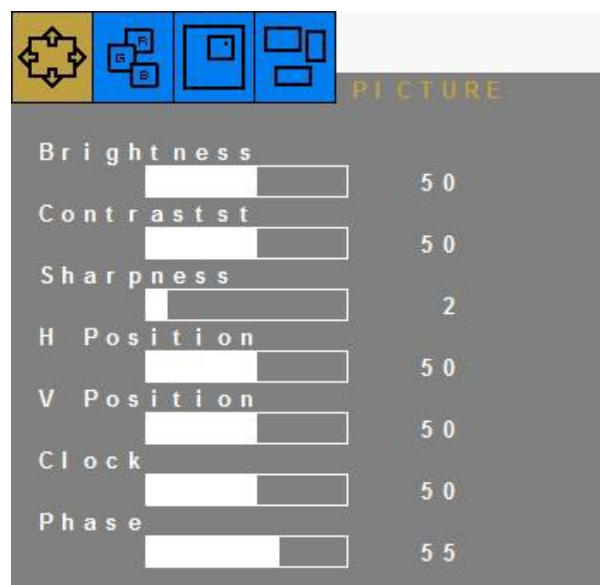 R
G
B
PICTURE
Brightness
50
Contrastst
50
Sharpness
2
H Position
50
V Position
50
Clock
50
Phase
55